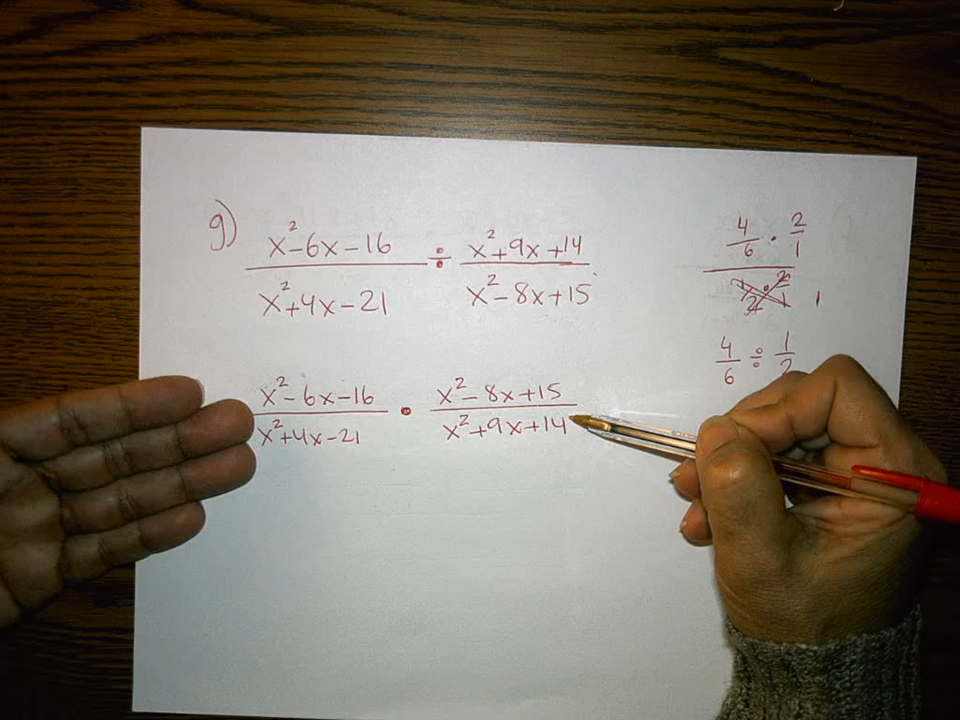 g) x²-6x-16 ÷ x²+9x+14
x²+4x-21 x²-8x+15
x²-6x-16 • x²-8x+15
x²+4x-21 x²+9x+14
4 • 2
6 1
1
4 ÷ 1
6 2